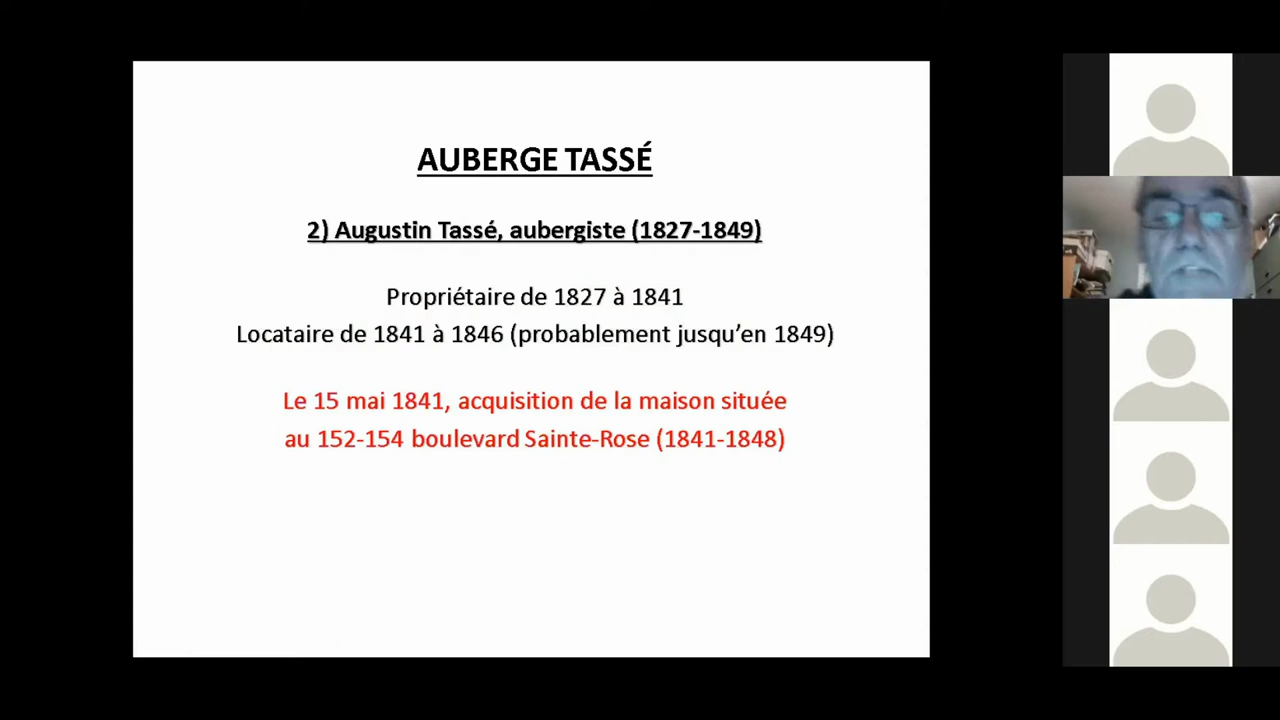 AUBERGE TASSÉ
2) Augustin Tassé, aubergiste (1827-1849)
Propriétaire de 1827 à 1841
Locataire de 1841 à 1846 (probablement jusqu’en 1849)
Le 15 mai 1841, acquisition de la maison située
au 152-154 boulevard Sainte-Rose (1841-1848)